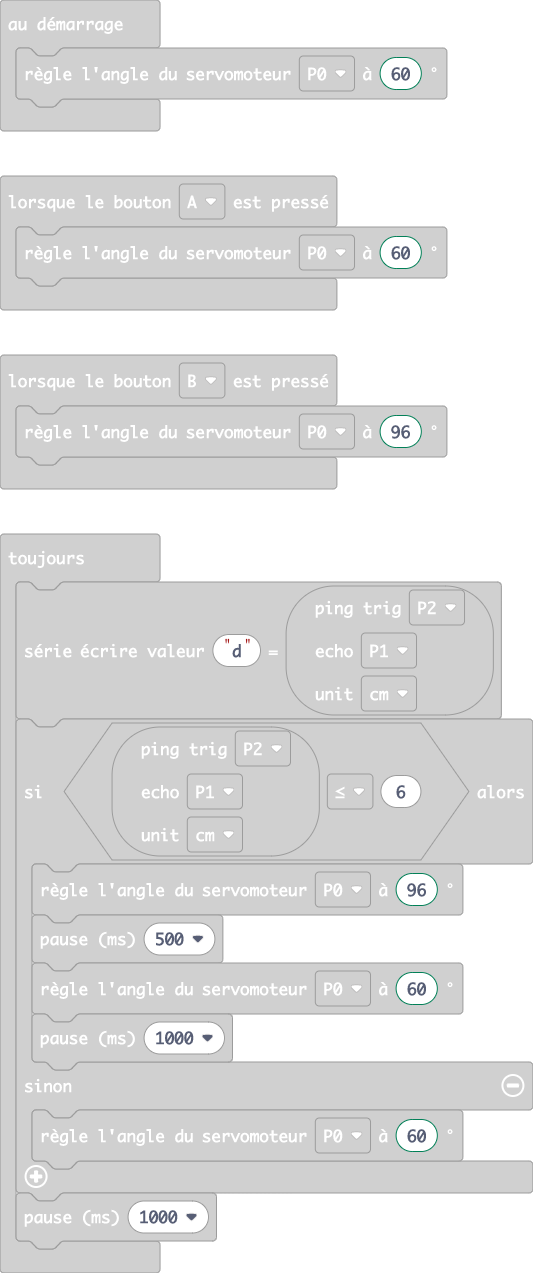 au démarrage
règle l'angle du servomoteur P0 à 60 °
lorsque le bouton A est pressé
règle l'angle du servomoteur P0 à 60 °
lorsque le bouton B est pressé
règle l'angle du servomoteur P0 à 96 °
toujours
ping trig P2
série écrire valeur "d" = echo P1
unit cm
ping trig P2
si echo P1 ≤ 6 alors
unit cm
règle l'angle du servomoteur P0 à 96 °
pause (ms) 500
règle l'angle du servomoteur P0 à 60 °
pause (ms) 1000
sinon
règle l'angle du servomoteur P0 à 60 °
pause (ms) 1000